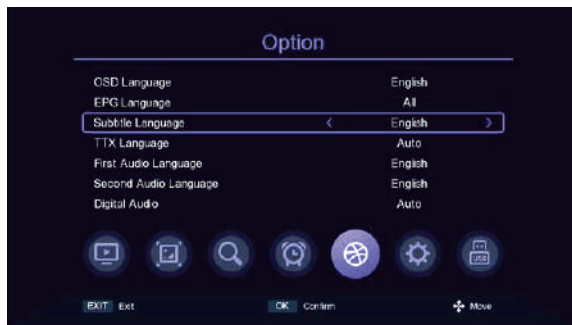 Option
OSD Language English
EPG Language All
Subtitle Language English
TTX Language Auto
First Audio Language English
Second Audio Language English
Digital Audio Auto
USB
EXIT Exit OK Confirm Move